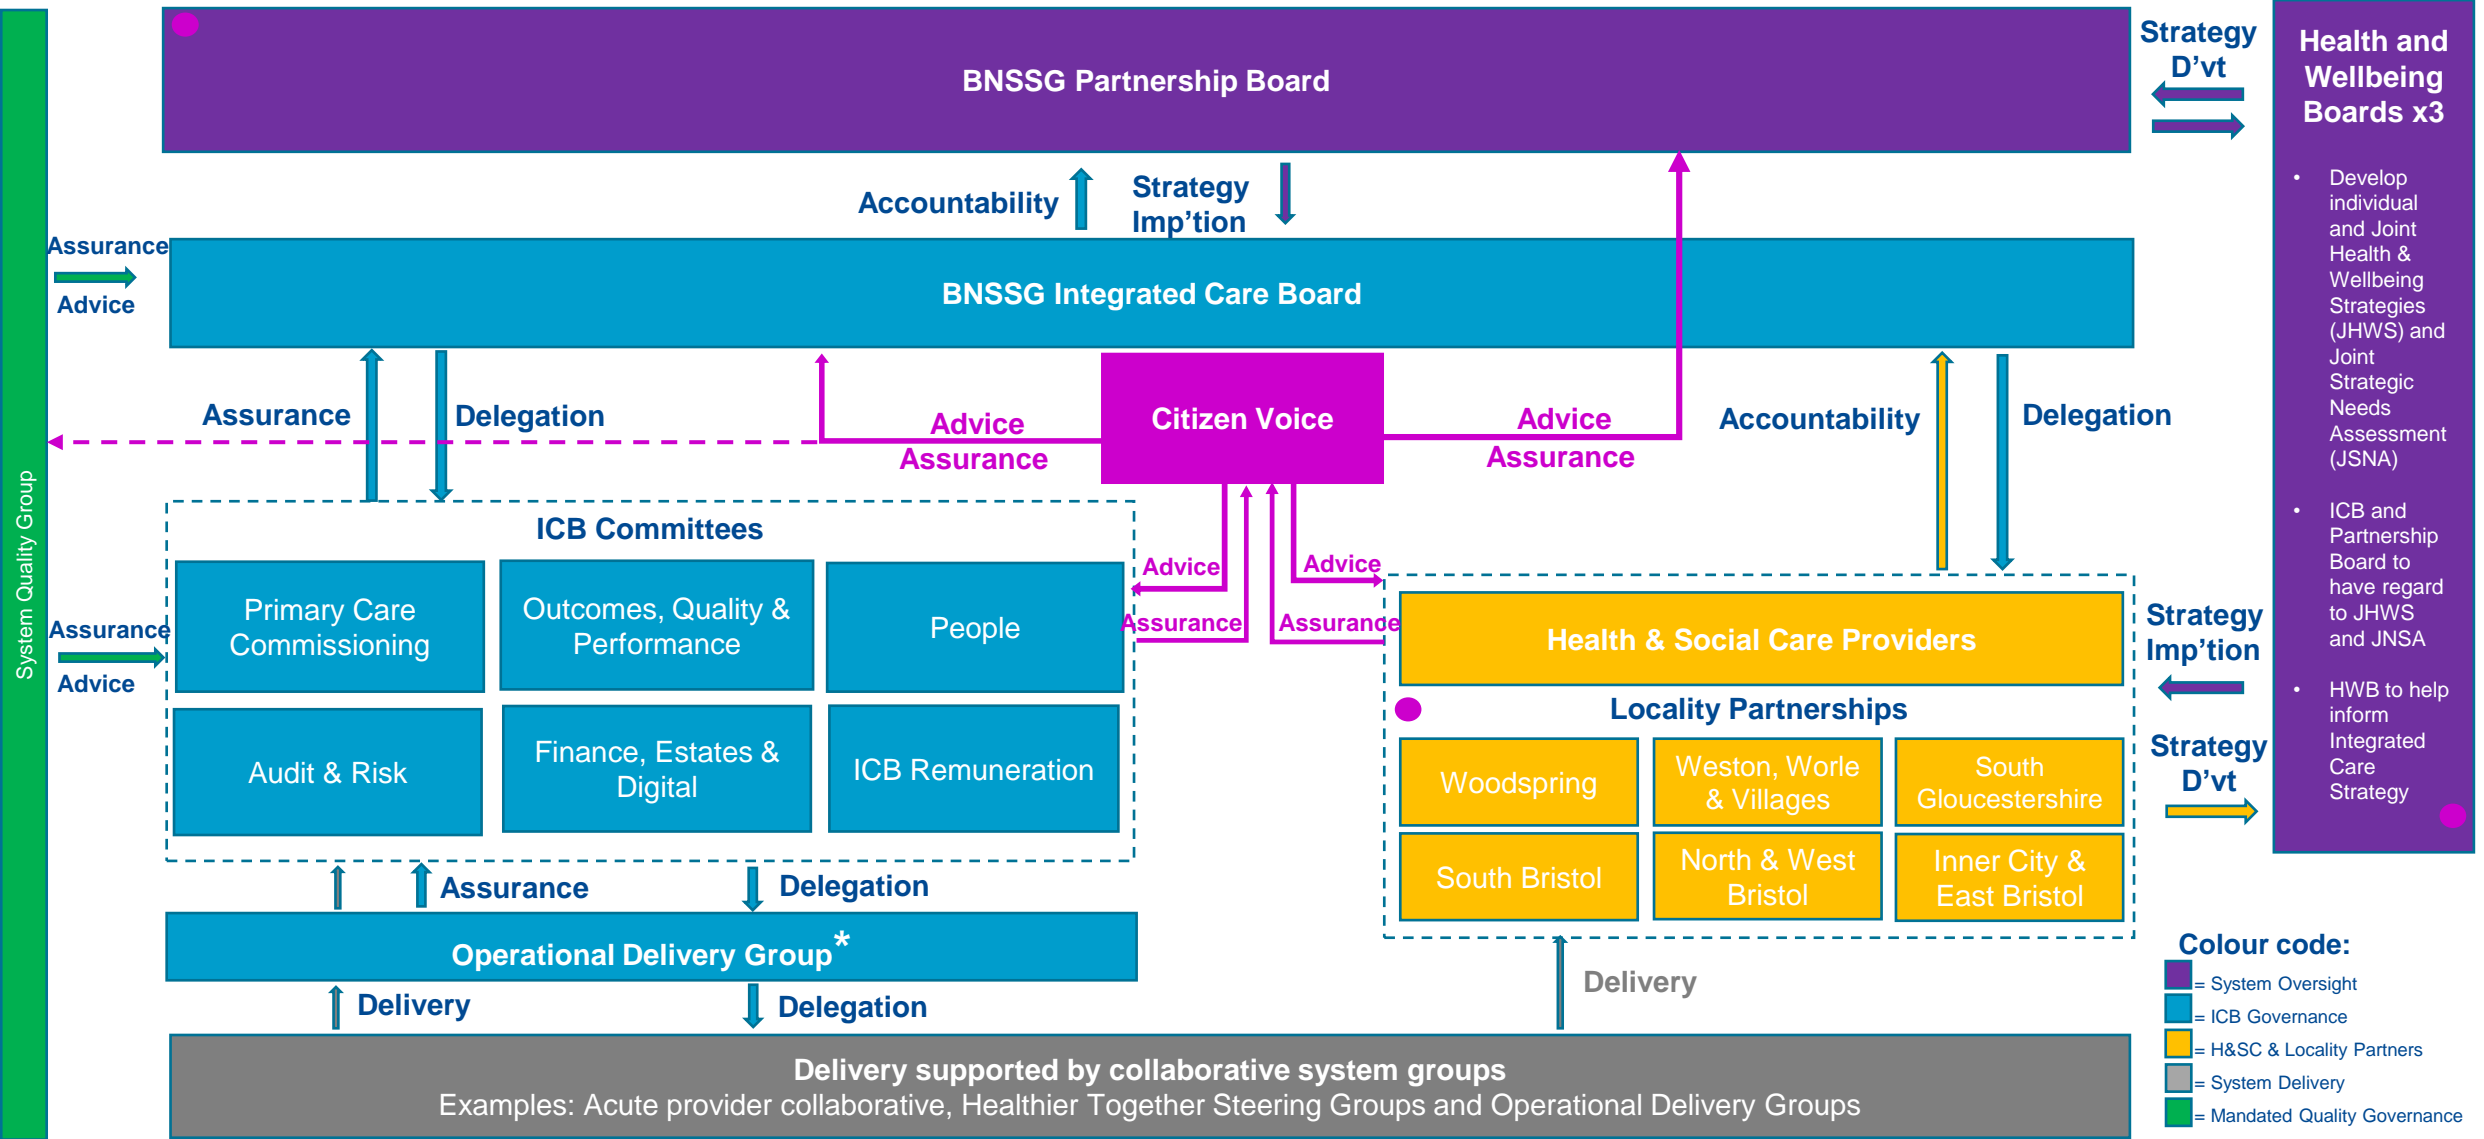 BNSSG Partnership Board
Strategy
D'vt
Health and
Wellbeing
Boards x3
• Develop
individual
and Joint
Health &
Wellbeing
Strategies
(JHWS) and
Joint
Strategic
Needs
Assessment
(JSNA)
• ICB and
Partnership
Board to
have regard
to JHWS
and JNSA
• HWB to help
inform
Integrated
Care
Strategy
Accountability
Strategy
Imp'tion
Assurance
Advice
BNSSG Integrated Care Board
Assurance
Delegation
Advice
Assurance
Citizen Voice
Advice
Assurance
Accountability
Delegation
System Quality Group
ICB Committees
Primary Care
Commissioning
Outcomes, Quality &
Performance
People
Audit & Risk
Finance, Estates &
Digital
ICB Remuneration
Assurance
Advice
Advice
Assurance
Advice
Assurance
Health & Social Care Providers
Locality Partnerships
Woodspring
Weston, Worle
& Villages
South
Gloucestershire
South Bristol
North & West
Bristol
Inner City &
East Bristol
Strategy
Imp'tion
Strategy
D'vt
Assurance
Delegation
Operational Delivery Group*
Delivery
Delegation
Delivery
Delivery supported by collaborative system groups
Examples: Acute provider collaborative, Healthier Together Steering Groups and Operational Delivery Groups
Colour code:
= System Oversight
= ICB Governance
= H&SC & Locality Partners
= System Delivery
= Mandated Quality Governance